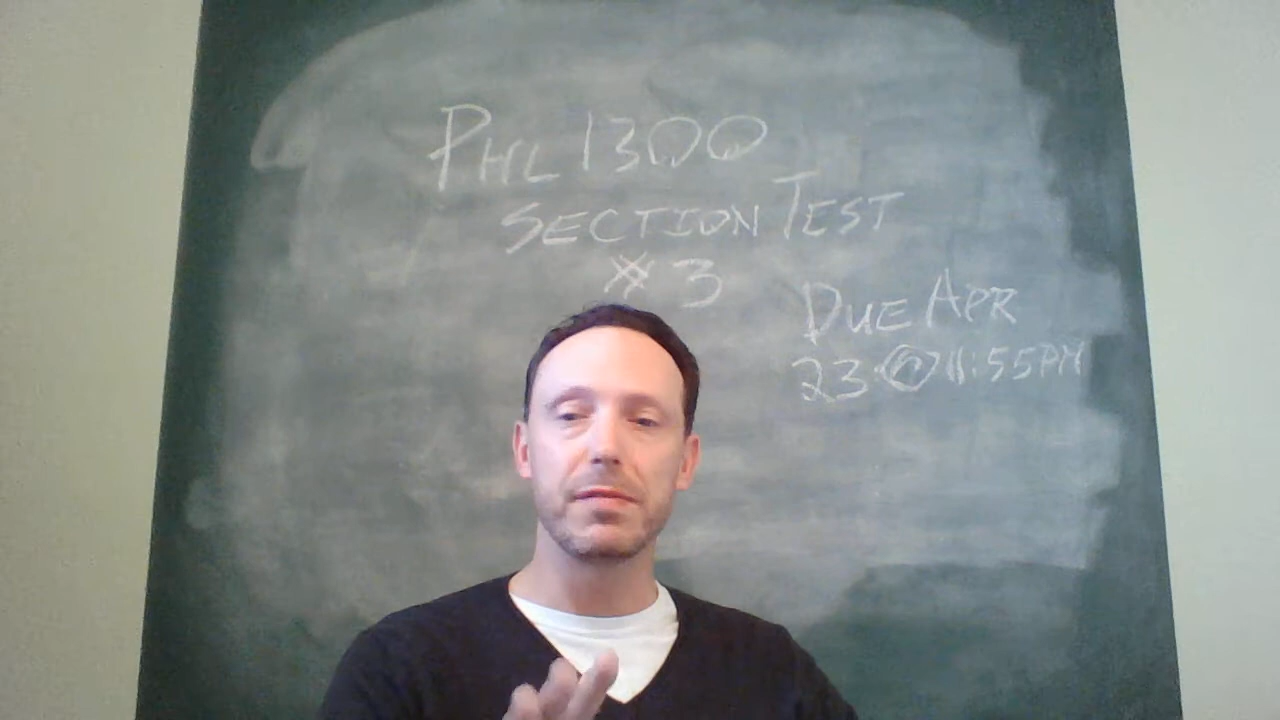 PHL 1300
SECTION TEST
# 3
DUE APR
23 @ 11:55PM